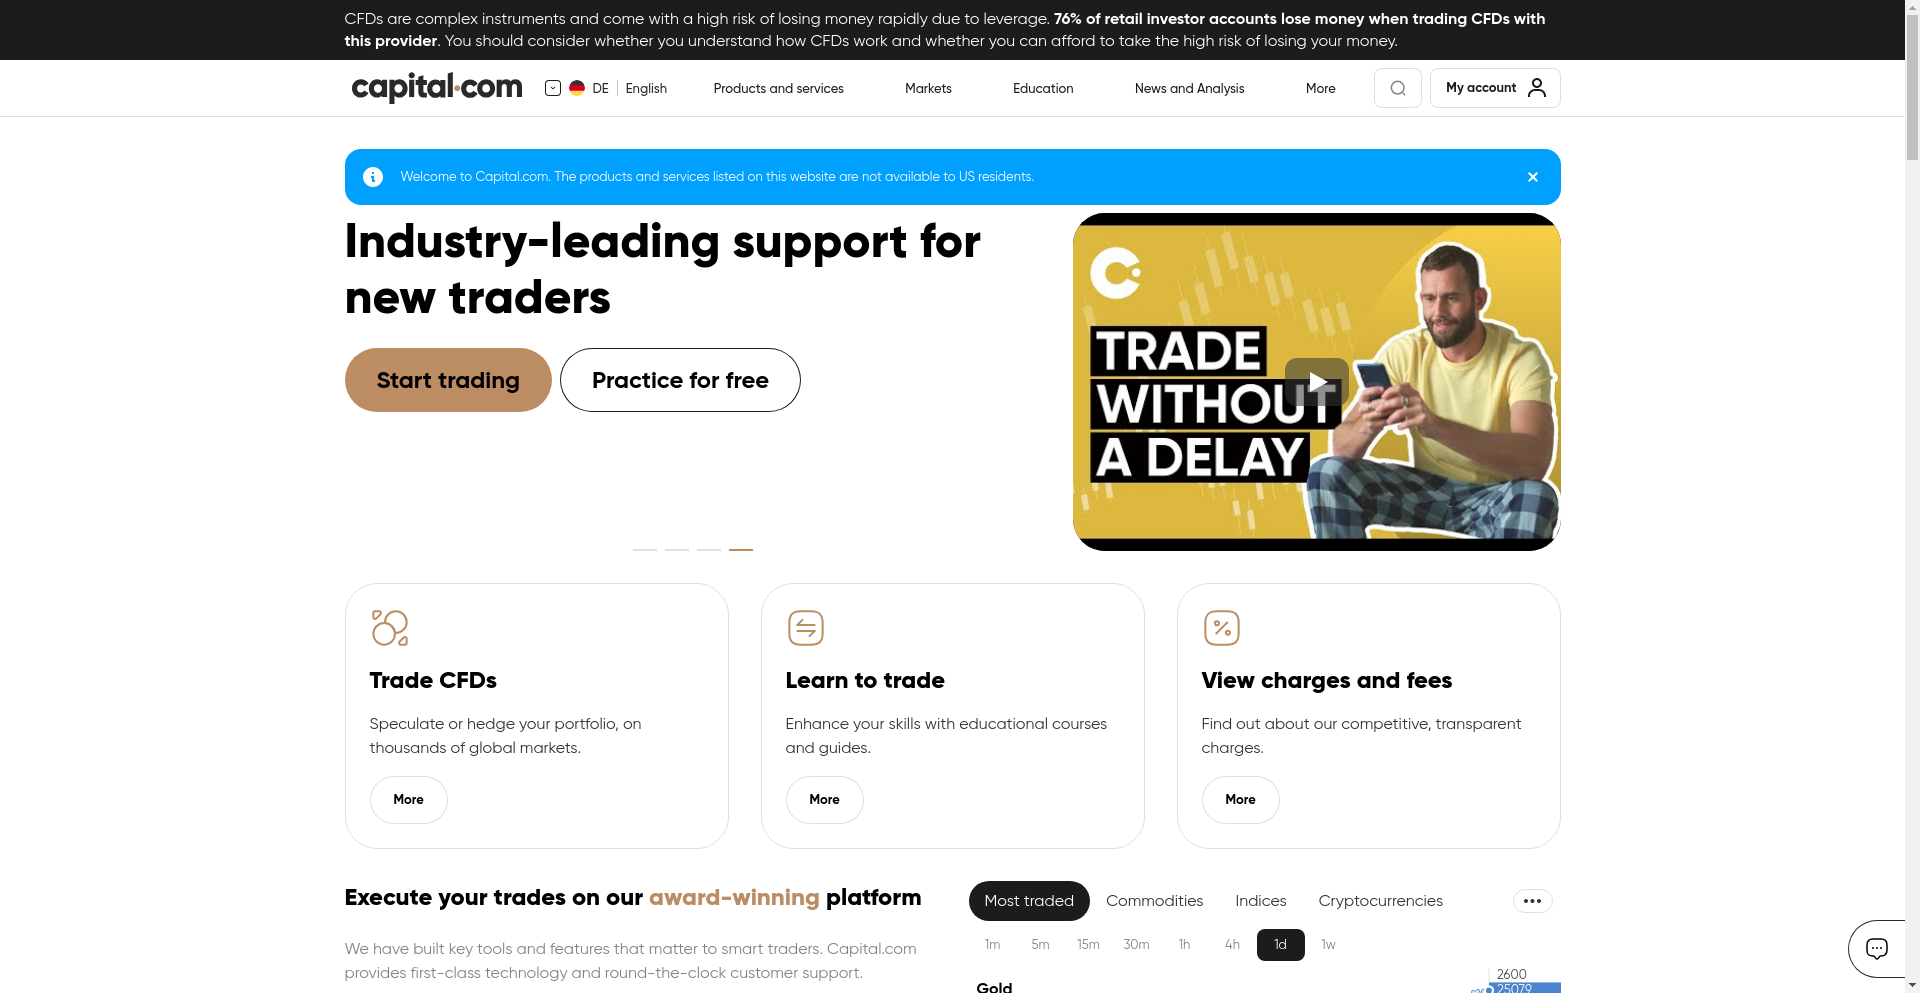 CFDs are complex instruments and come with a high risk of losing money rapidly due to leverage. 76% of retail investor accounts lose money when trading CFDs with
this provider. You should consider whether you understand how CFDs work and whether you can afford to take the high risk of losing your money.
capital.com
DE
English
Products and services
Markets
Education
News and Analysis
More
My account
Welcome to Capital.com. The products and services listed on this website are not available to US residents.
Industry-leading support for
new traders
Start trading
Practice for free
TRADE
WITHOUT
A DELAY
Trade CFDs
Speculate or hedge your portfolio, on
thousands of global markets.
More
Learn to trade
Enhance your skills with educational courses
and guides.
More
View charges and fees
Find out about our competitive, transparent
charges.
More
Execute your trades on our award-winning platform
We have built key tools and features that matter to smart traders. Capital.com
provides first-class technology and round-the-clock customer support.
Most traded
Commodities
Indices
Cryptocurrencies
1m
5m
15m
30m
1h
4h
1d
1w
Gold
2600